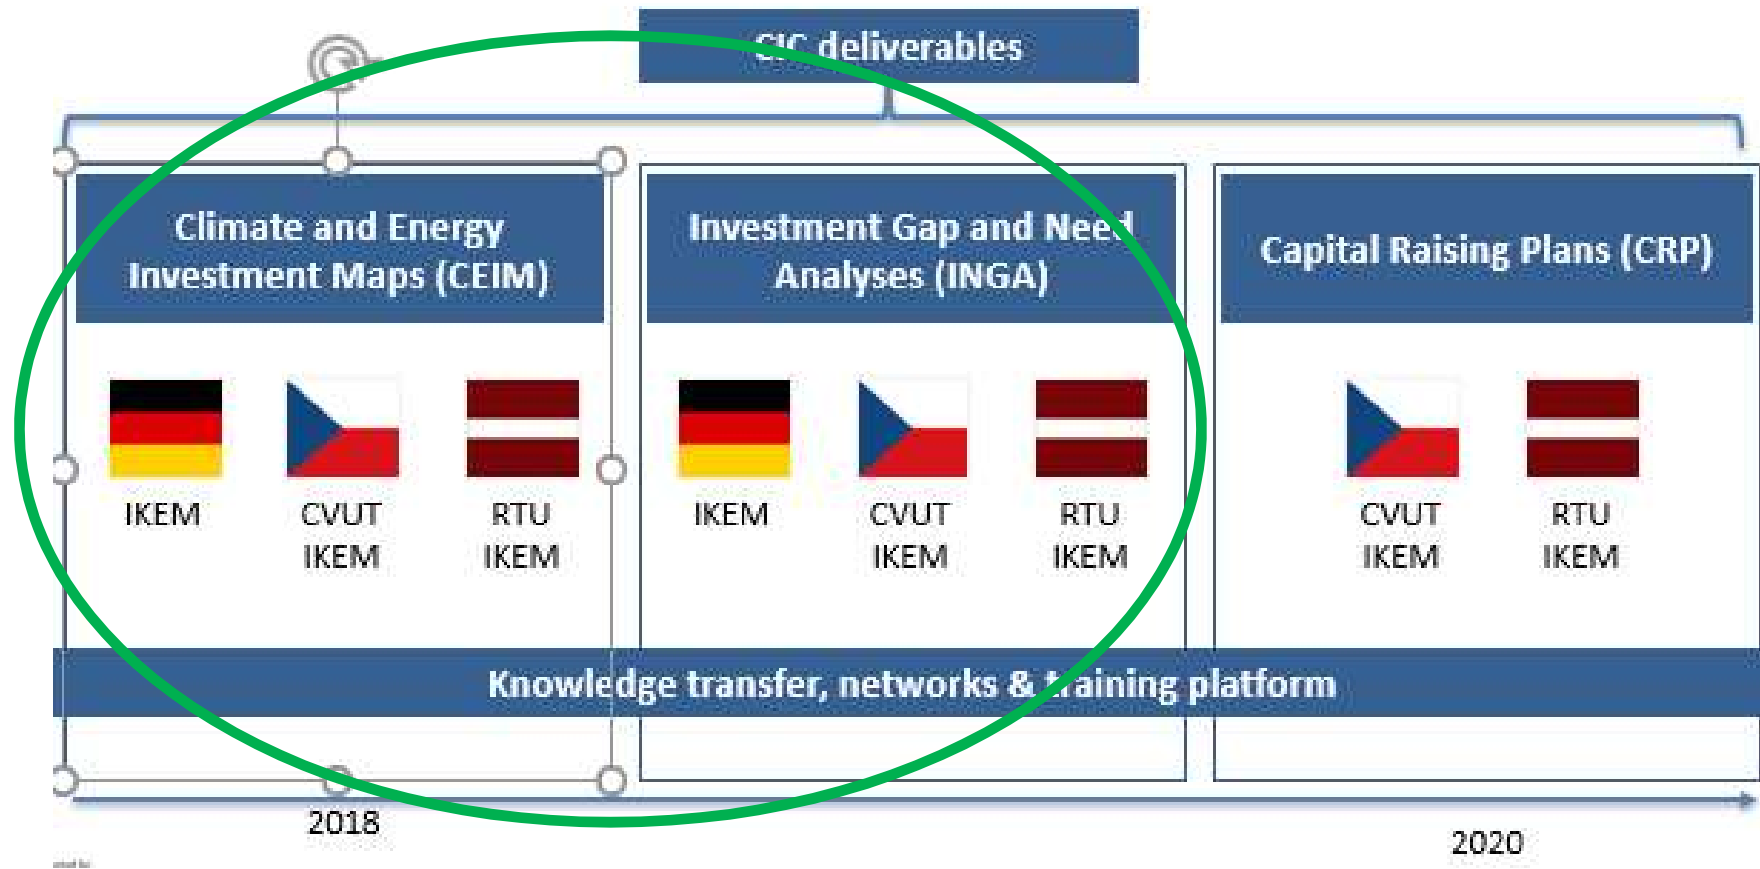 CIC deliverables
Climate and Energy
Investment Maps (CEIM)
Investment Gap and Need
Analyses (INGA)
Capital Raising Plans (CRP)
IKEM
CVUT
IKEM
RTU
IKEM
IKEM
CVUT
IKEM
RTU
IKEM
CVUT
IKEM
RTU
IKEM
Knowledge transfer, networks & training platform
2018
2020